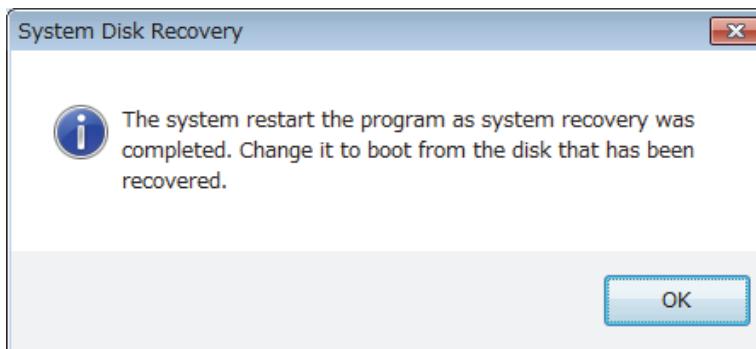 System Disk Recovery
The system restart the program as system recovery was
completed. Change it to boot from the disk that has been
recovered.
OK